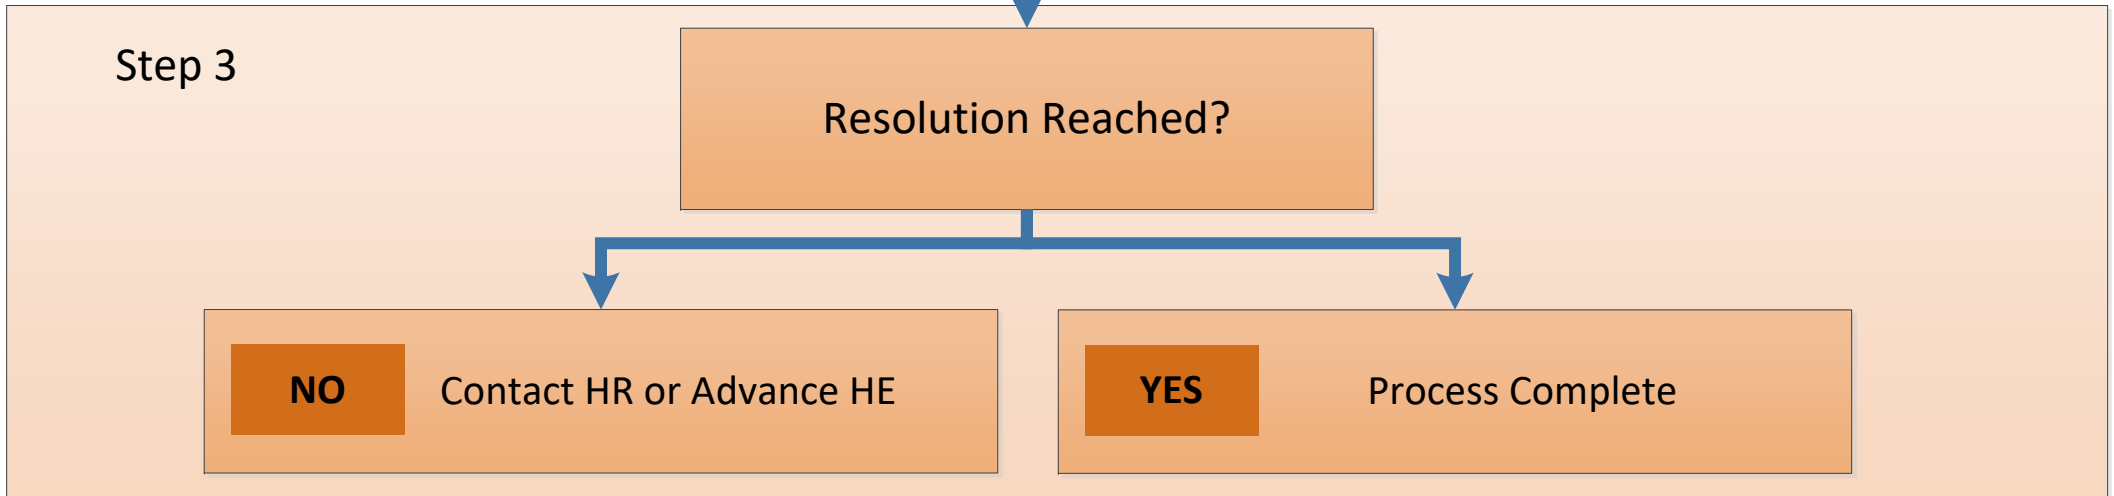 Step 3
Resolution Reached?
NO
Contact HR or Advance HE
YES
Process Complete